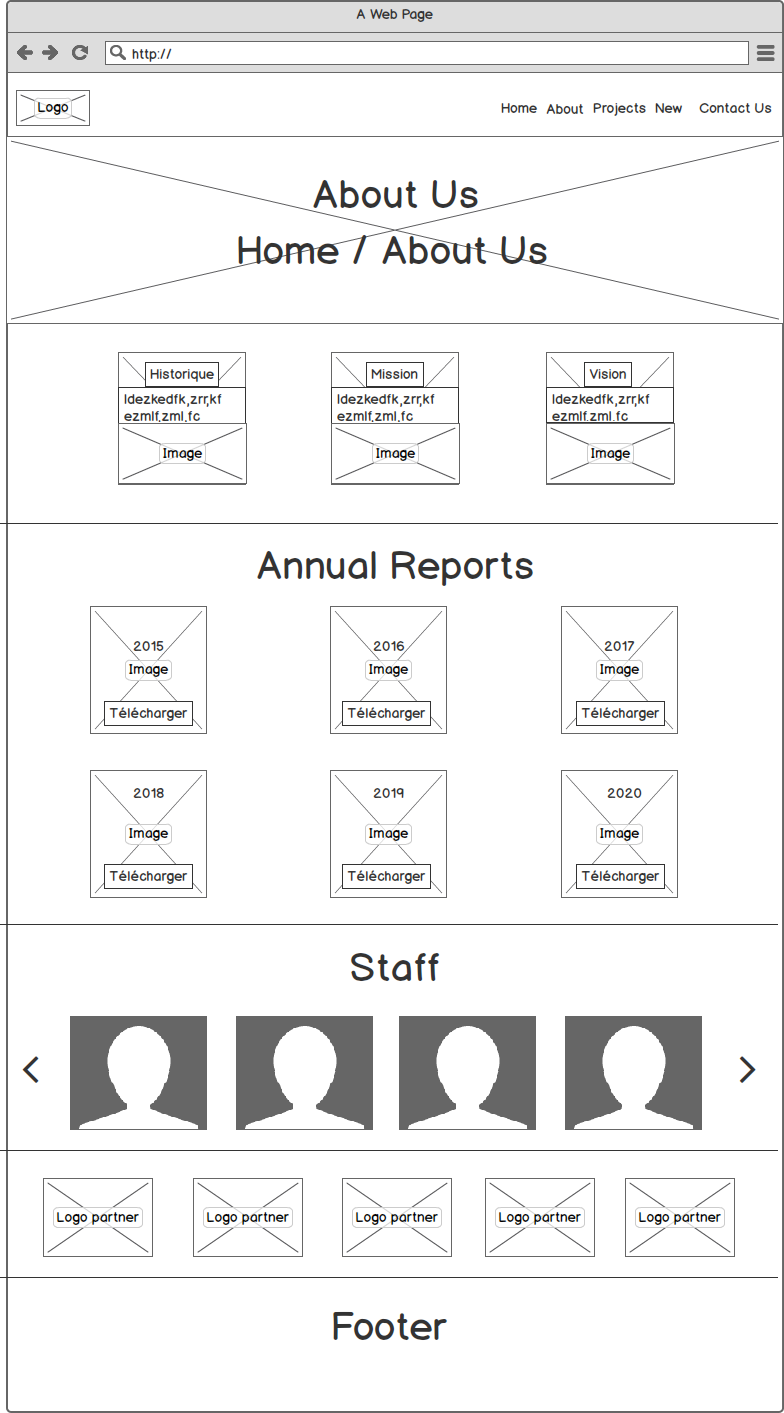 A Web Page
http://
Logo
Home About Projects New Contact Us
About Us
Home / About Us
Historique Mission Vision
ldezkedfk,zrr,kf ldezkedfk,zrr,kf ldezkedfk,zrr,kf
ezmlf,zml,fc ezmlf,zml,fc ezmlf,zml,fc
Image Image Image
Annual Reports
2015 2016 2017
Image Image Image
Télécharger Télécharger Télécharger
2018 2019 2020
Image Image Image
Télécharger Télécharger Télécharger
Staff
Logo partner Logo partner Logo partner Logo partner Logo partner
Footer